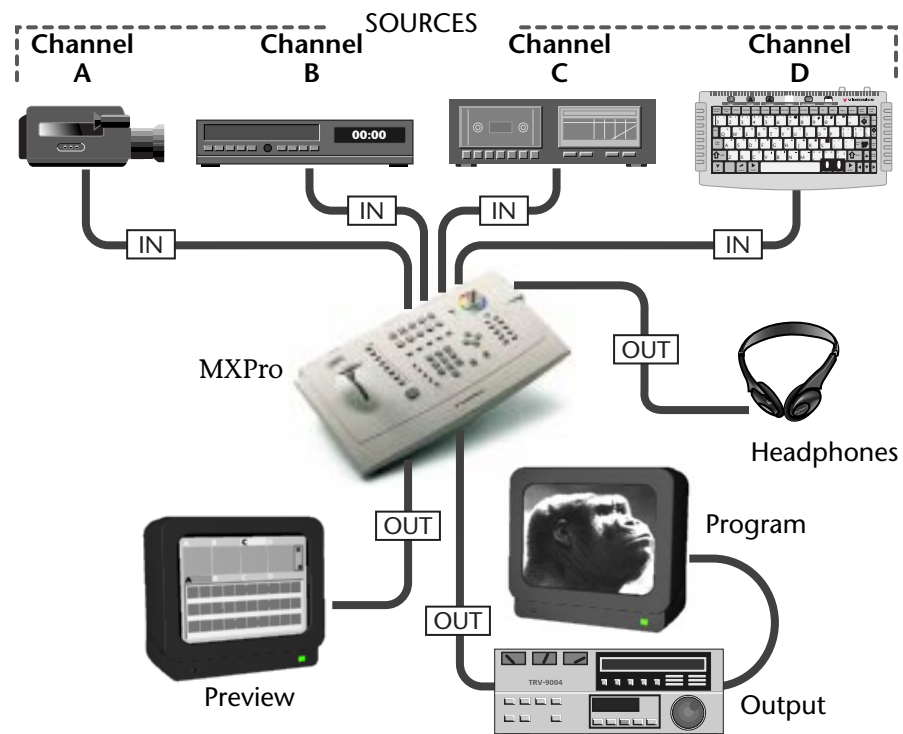 SOURCES
Channel A
Channel B
Channel C
Channel D
00:00
videonics
IN
IN
IN
IN
MXPro
OUT
Headphones
OUT
Program
OUT
Preview
TRV-9004
Output